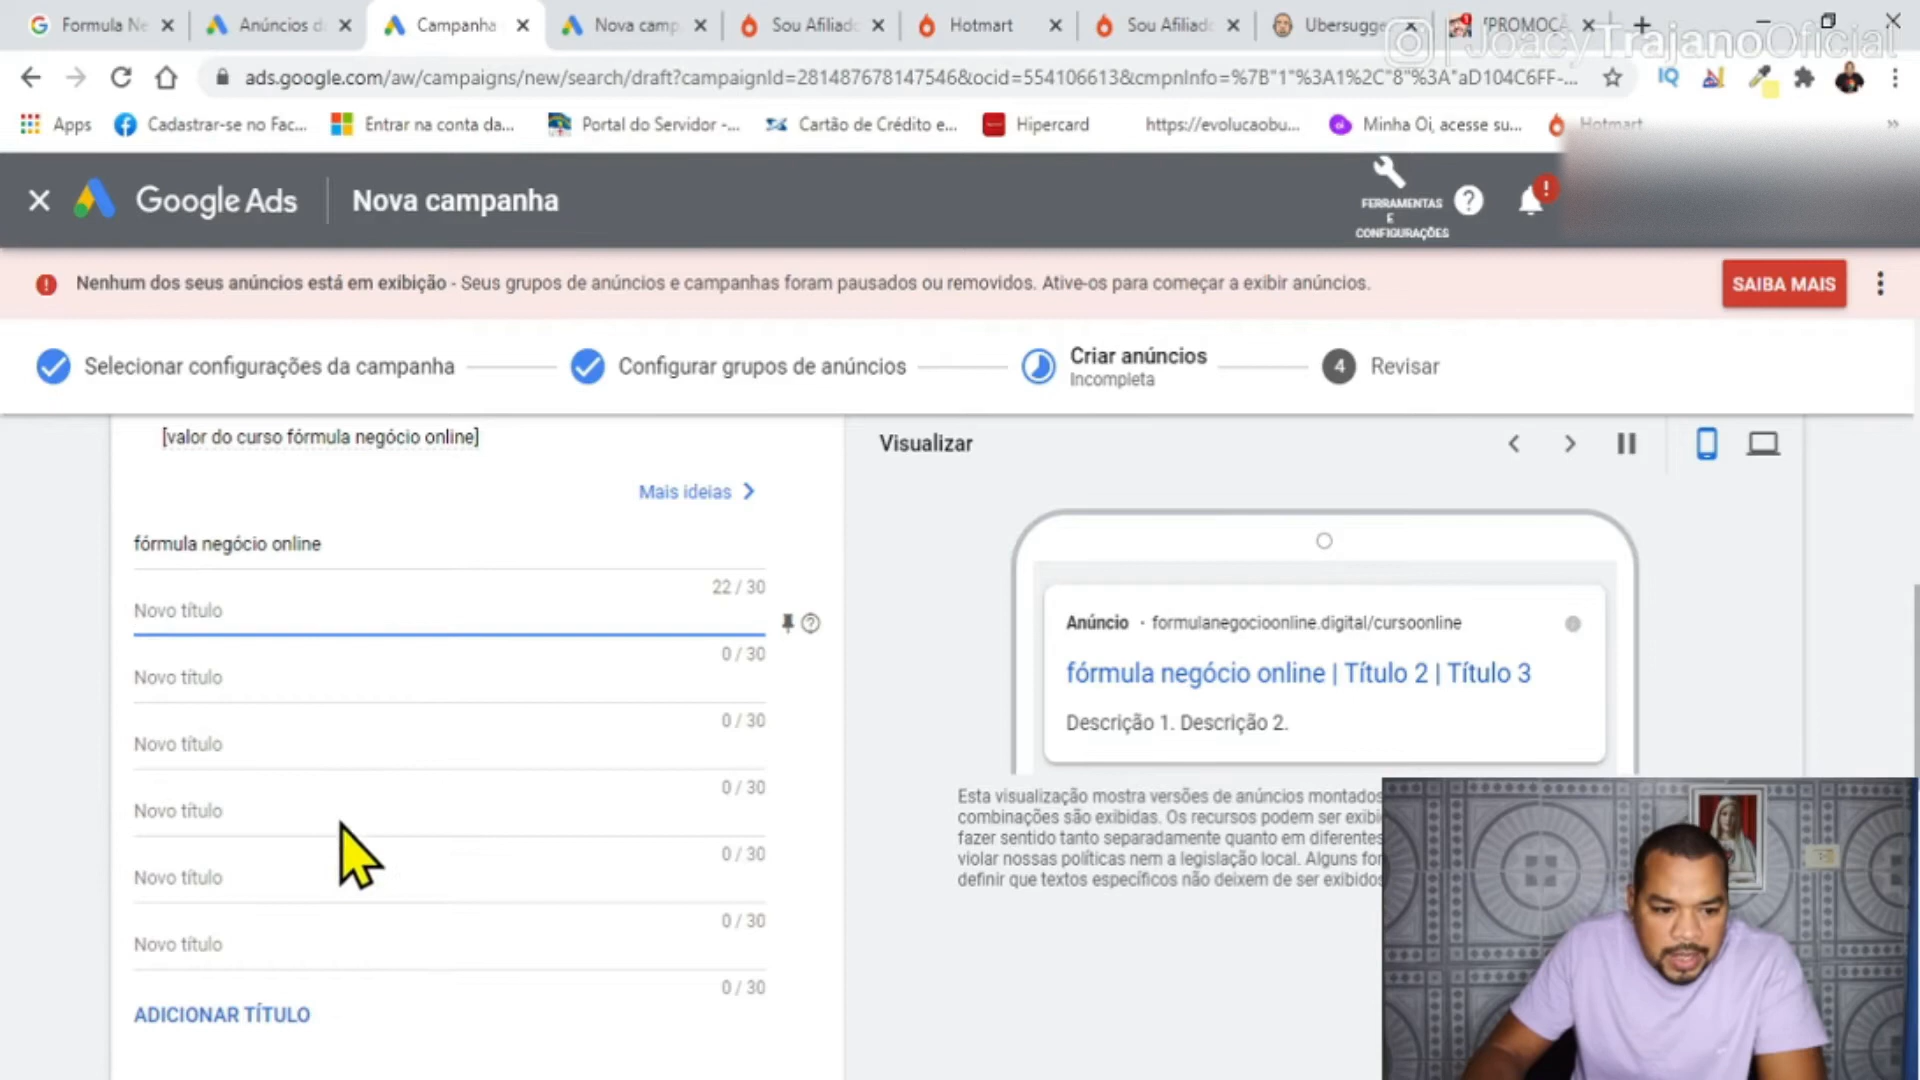 Formula Ne
Anúncios d
Campanha
Nova camp
Sou Afiliado
Hotmart
Sou Afiliado
Ubersugge
PROMOÇÃ
JoacyTrajanoOficial
ads.google.com/aw/campaigns/new/search/draft?campaignId=281487678147546&ocid=554106613&cmpnInfo=%7B"1"%3A1%2C"8"%3A"aD104C6FF-...
IQ
Apps
Cadastrar-se no Fac...
Entrar na conta da...
Portal do Servidor -...
Cartão de Crédito e...
Hipercard
https://evolucaobu...
Minha Oi, acesse su...
Hotmart
»
Google Ads
Nova campanha
FERRAMENTAS
E
CONFIGURAÇÕES
Nenhum dos seus anúncios está em exibição - Seus grupos de anúncios e campanhas foram pausados ou removidos. Ative-os para começar a exibir anúncios.
SAIBA MAIS
Selecionar configurações da campanha
Configurar grupos de anúncios
Criar anúncios
Incompleta
4
Revisar
[valor do curso fórmula negócio online]
Visualizar
Mais ideias
fórmula negócio online
22 / 30
Novo título
0 / 30
Novo título
0 / 30
Novo título
0 / 30
Novo título
0 / 30
Novo título
0 / 30
Novo título
0 / 30
ADICIONAR TÍTULO
Anúncio · formulanegocioonline.digital/cursoonline
fórmula negócio online | Título 2 | Título 3
Descrição 1. Descrição 2.
Esta visualização mostra versões de anúncios montados
combinações são exibidas. Os recursos podem ser exibi
fazer sentido tanto separadamente quanto em diferentes
violar nossas políticas nem a legislação local. Alguns for
definir que textos específicos não deixem de ser exibidos